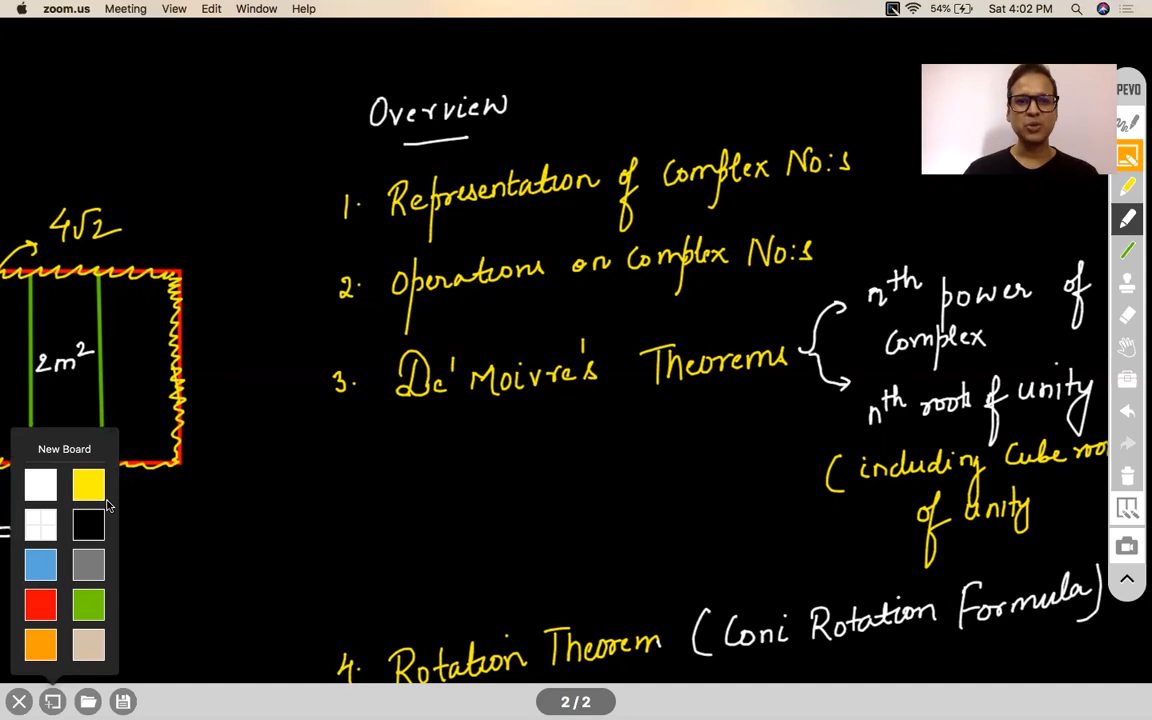 zoom.us Meeting View Edit Window Help
54% Sat 4:02 PM
IPEVO
Overview
1. Representation of Complex No:s
4√2
2. Operations on Complex No:s
2m²
3. De' Moivre's Theorems
nth power of
complex
nth root of unity
(including Cube roo
of Unity
4. Rotation Theorem (Coni Rotation Formula)
New Board
2 / 2